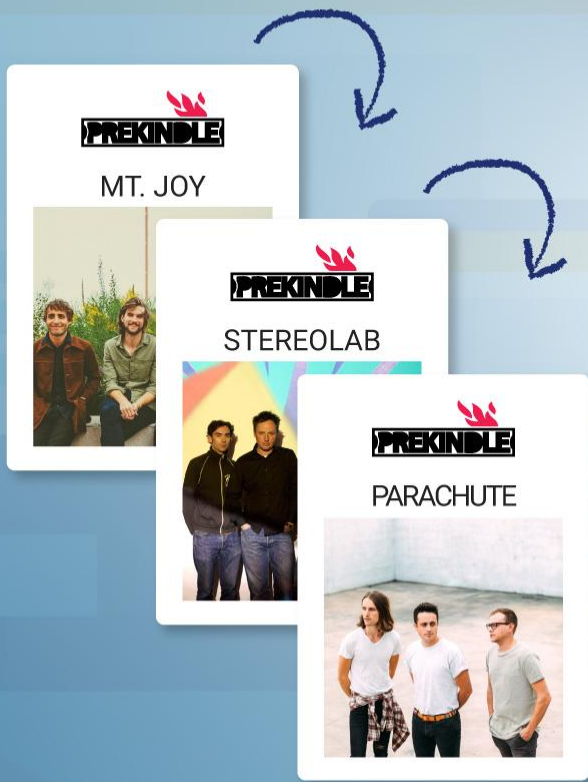 PREKINDLE
MT. JOY
PREKINDLE
STEREOLAB
PREKINDLE
PARACHUTE